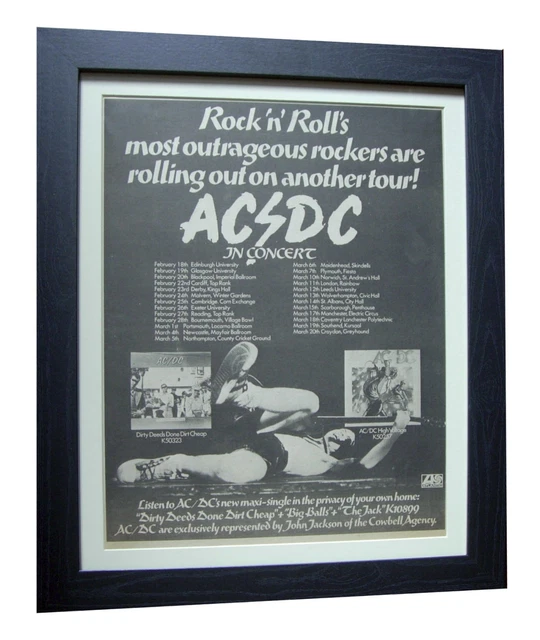 Rock 'n' Roll's
most outrageous rockers are
rolling out on another tour!
AC⚡DC
IN CONCERT
February 18th Edinburgh University
February 19th Glasgow University
February 20th Blackpool, Imperial Ballroom
February 22nd Cardiff, Top Rank
February 23rd Derby, Kings Hall
February 24th Malvern, Winter Gardens
February 25th Cambridge, Corn Exchange
February 26th Exeter University
February 27th Reading, Top Rank
February 28th Bournemouth, Village Bowl
March 1st Portsmouth, Locarno Ballroom
March 4th Newcastle, Mayfair Ballroom
March 5th Northampton, County Cricket Ground
March 6th Maidenhead, Skindels
March 7th Plymouth, Fiesta
March 10th Norwich, St. Andrew's Hall
March 11th London, Rainbow
March 12th Leeds University
March 13th Wolverhampton, Civic Hall
March 14th St Albans, City Hall
March 15th Scarborough, Penthouse
March 17th Manchester, Electric Circus
March 18th Coventry Lanchester Polytechnic
March 19th Southend, Kursaal
March 20th Croydon, Greyhound
AC/DC
Dirty Deeds Done Dirt Cheap
K50323
AC/DC High Voltage
Listen to AC/DC's new maxi-single in the privacy of your own home:
"Dirty Deeds Done Dirt Cheap" + "Big Balls" + "The Jack" K10899
AC/DC are exclusively represented by John Jackson of the Cowbell Agency.